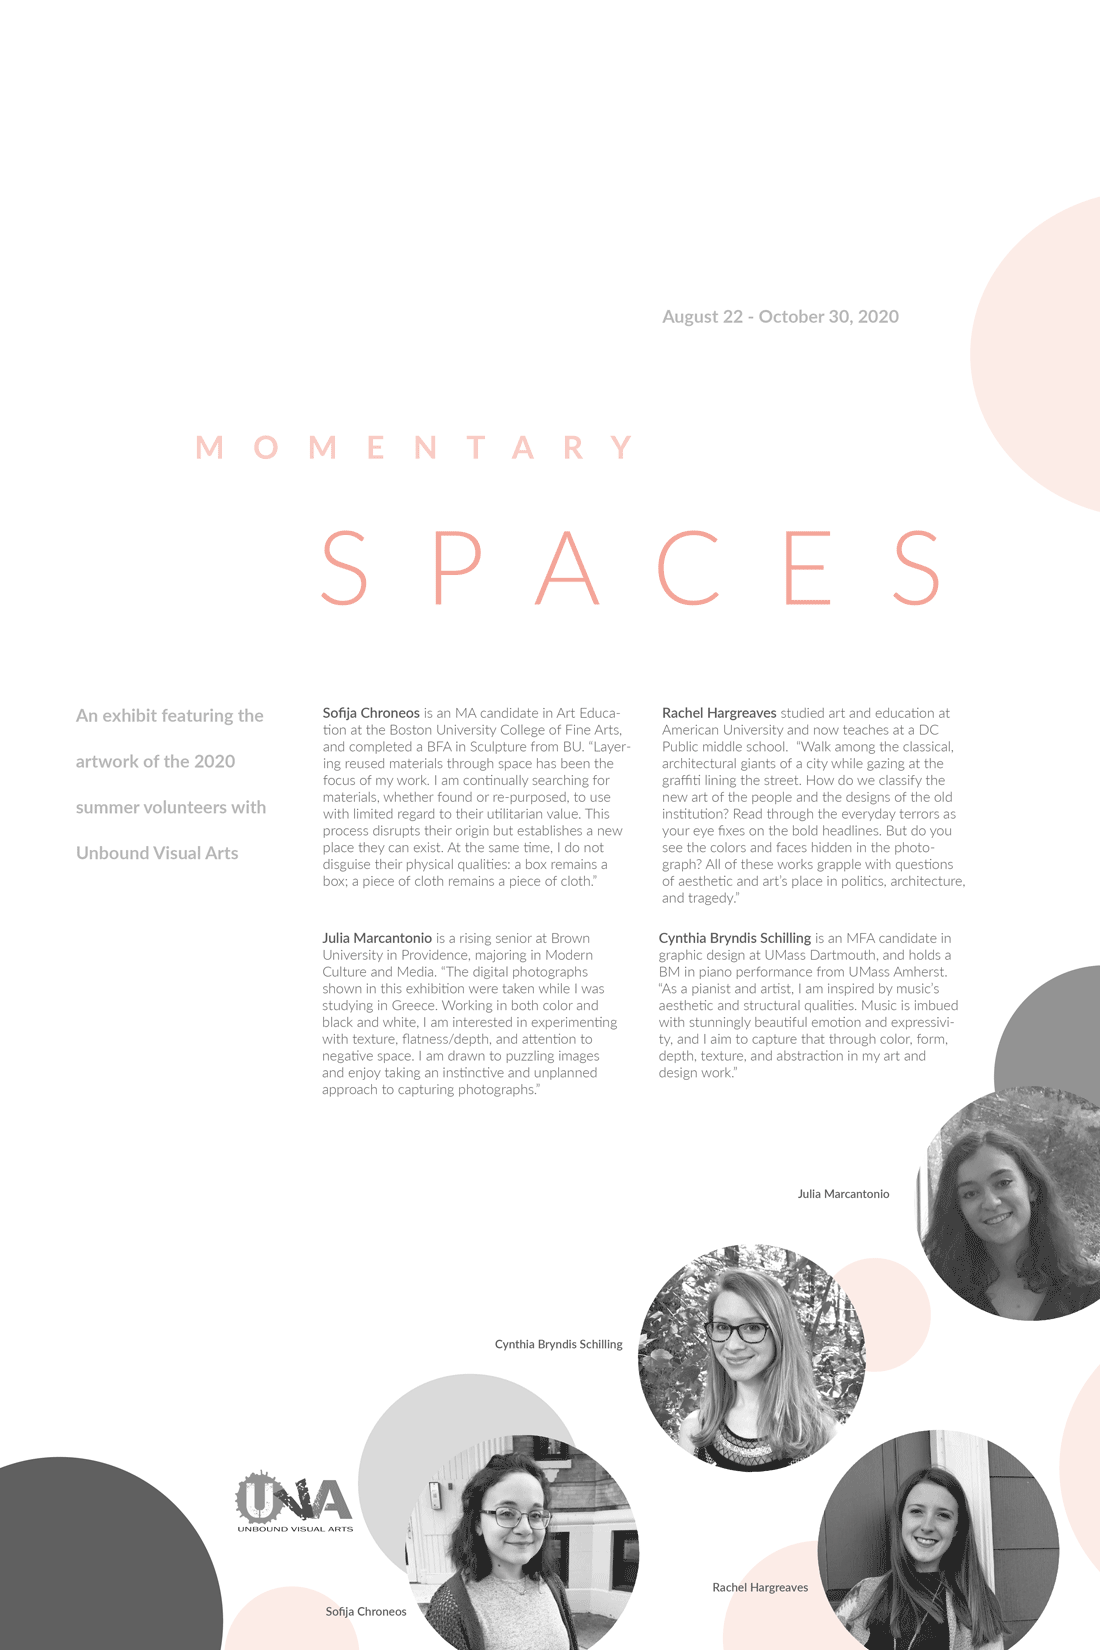 August 22 - October 30, 2020
MOMENTARY
SPACES
An exhibit featuring the
artwork of the 2020
summer volunteers with
Unbound Visual Arts
Sofija Chroneos is an MA candidate in Art Educa-
tion at the Boston University College of Fine Arts,
and completed a BFA in Sculpture from BU. “Layer-
ing reused materials through space has been the
focus of my work. I am continually searching for
materials, whether found or re-purposed, to use
with limited regard to their utilitarian value. This
process disrupts their origin but establishes a new
place they can exist. At the same time, I do not
disguise their physical qualities: a box remains a
box; a piece of cloth remains a piece of cloth.”
Rachel Hargreaves studied art and education at
American University and now teaches at a DC
Public middle school.  “Walk among the classical,
architectural giants of a city while gazing at the
graffiti lining the street. How do we classify the
new art of the people and the designs of the old
institution? Read through the everyday terrors as
your eye fixes on the bold headlines. But do you
see the colors and faces hidden in the photo-
graph? All of these works grapple with questions
of aesthetic and art’s place in politics, architecture,
and tragedy.”
Julia Marcantonio is a rising senior at Brown
University in Providence, majoring in Modern
Culture and Media. “The digital photographs
shown in this exhibition were taken while I was
studying in Greece. Working in both color and
black and white, I am interested in experimenting
with texture, flatness/depth, and attention to
negative space. I am drawn to puzzling images
and enjoy taking an instinctive and unplanned
approach to capturing photographs.”
Cynthia Bryndis Schilling is an MFA candidate in
graphic design at UMass Dartmouth, and holds a
BM in piano performance from UMass Amherst.
“As a pianist and artist, I am inspired by music’s
aesthetic and structural qualities. Music is imbued
with stunningly beautiful emotion and expressivi-
ty, and I aim to capture that through color, form,
depth, texture, and abstraction in my art and
design work.”
Julia Marcantonio
Cynthia Bryndis Schilling
UVA
UNBOUND VISUAL ARTS
Rachel Hargreaves
Sofija Chroneos